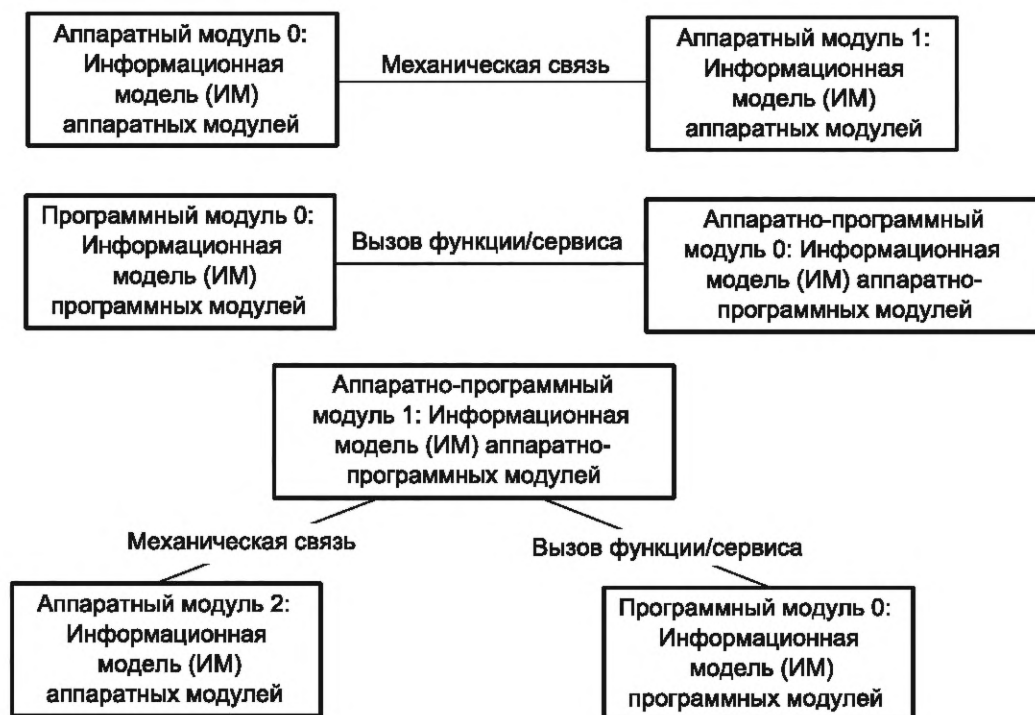 Аппаратный модуль 0:
Информационная
модель (ИМ)
аппаратных модулей
Механическая связь
Аппаратный модуль 1:
Информационная
модель (ИМ)
аппаратных модулей
Программный модуль 0:
Информационная
модель (ИМ)
программных модулей
Вызов функции/сервиса
Аппаратно-программный
модуль 0: Информационная
модель (ИМ) аппаратно-
программных модулей
Аппаратно-программный
модуль 1: Информационная
модель (ИМ) аппаратно-
программных модулей
Механическая связь
Вызов функции/сервиса
Аппаратный модуль 2:
Информационная
модель (ИМ)
аппаратных модулей
Программный модуль 0:
Информационная
модель (ИМ)
программных модулей